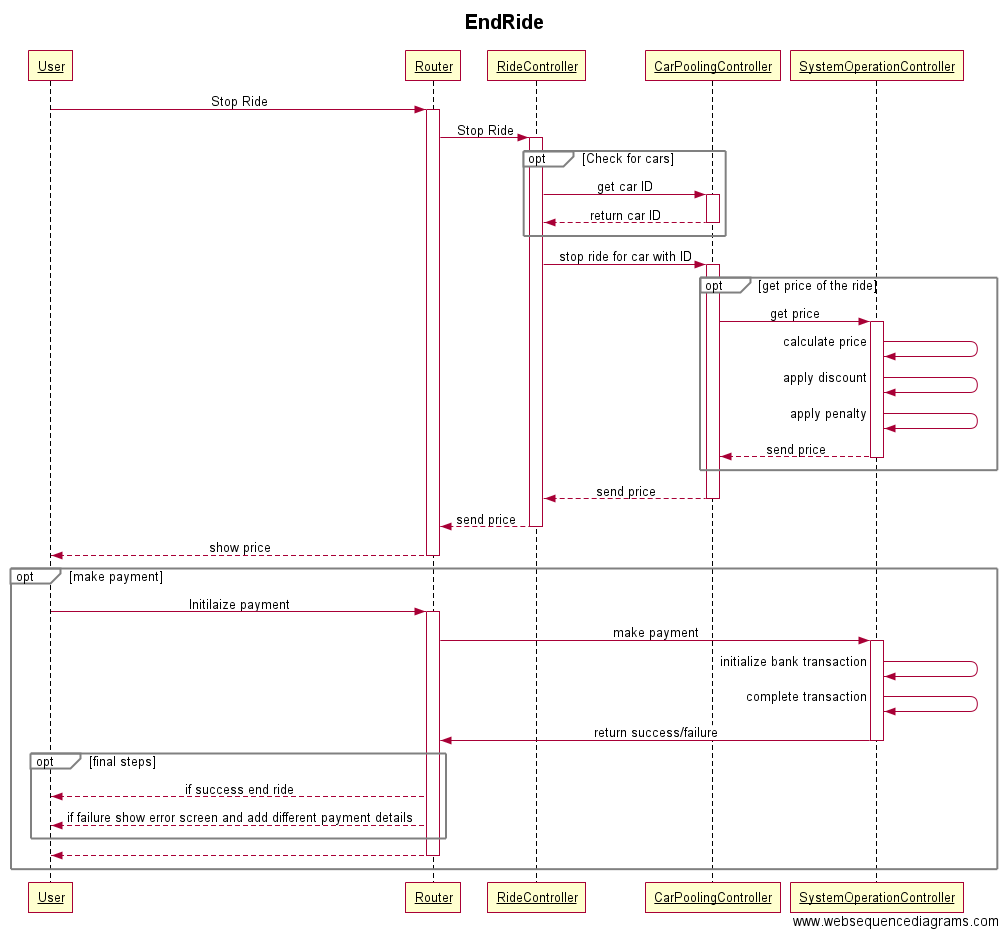 EndRide
User
Router
RideController
CarPoolingController
SystemOperationController
Stop Ride
Stop Ride
opt
[Check for cars]
get car ID
return car ID
stop ride for car with ID
opt
[get price of the ride]
get price
calculate price
apply discount
apply penalty
send price
send price
send price
show price
opt
[make payment]
Initilaize payment
make payment
initialize bank transaction
complete transaction
return success/failure
opt
[final steps]
if success end ride
if failure show error screen and add different payment details
User
Router
RideController
CarPoolingController
SystemOperationController
www.websequencediagrams.com